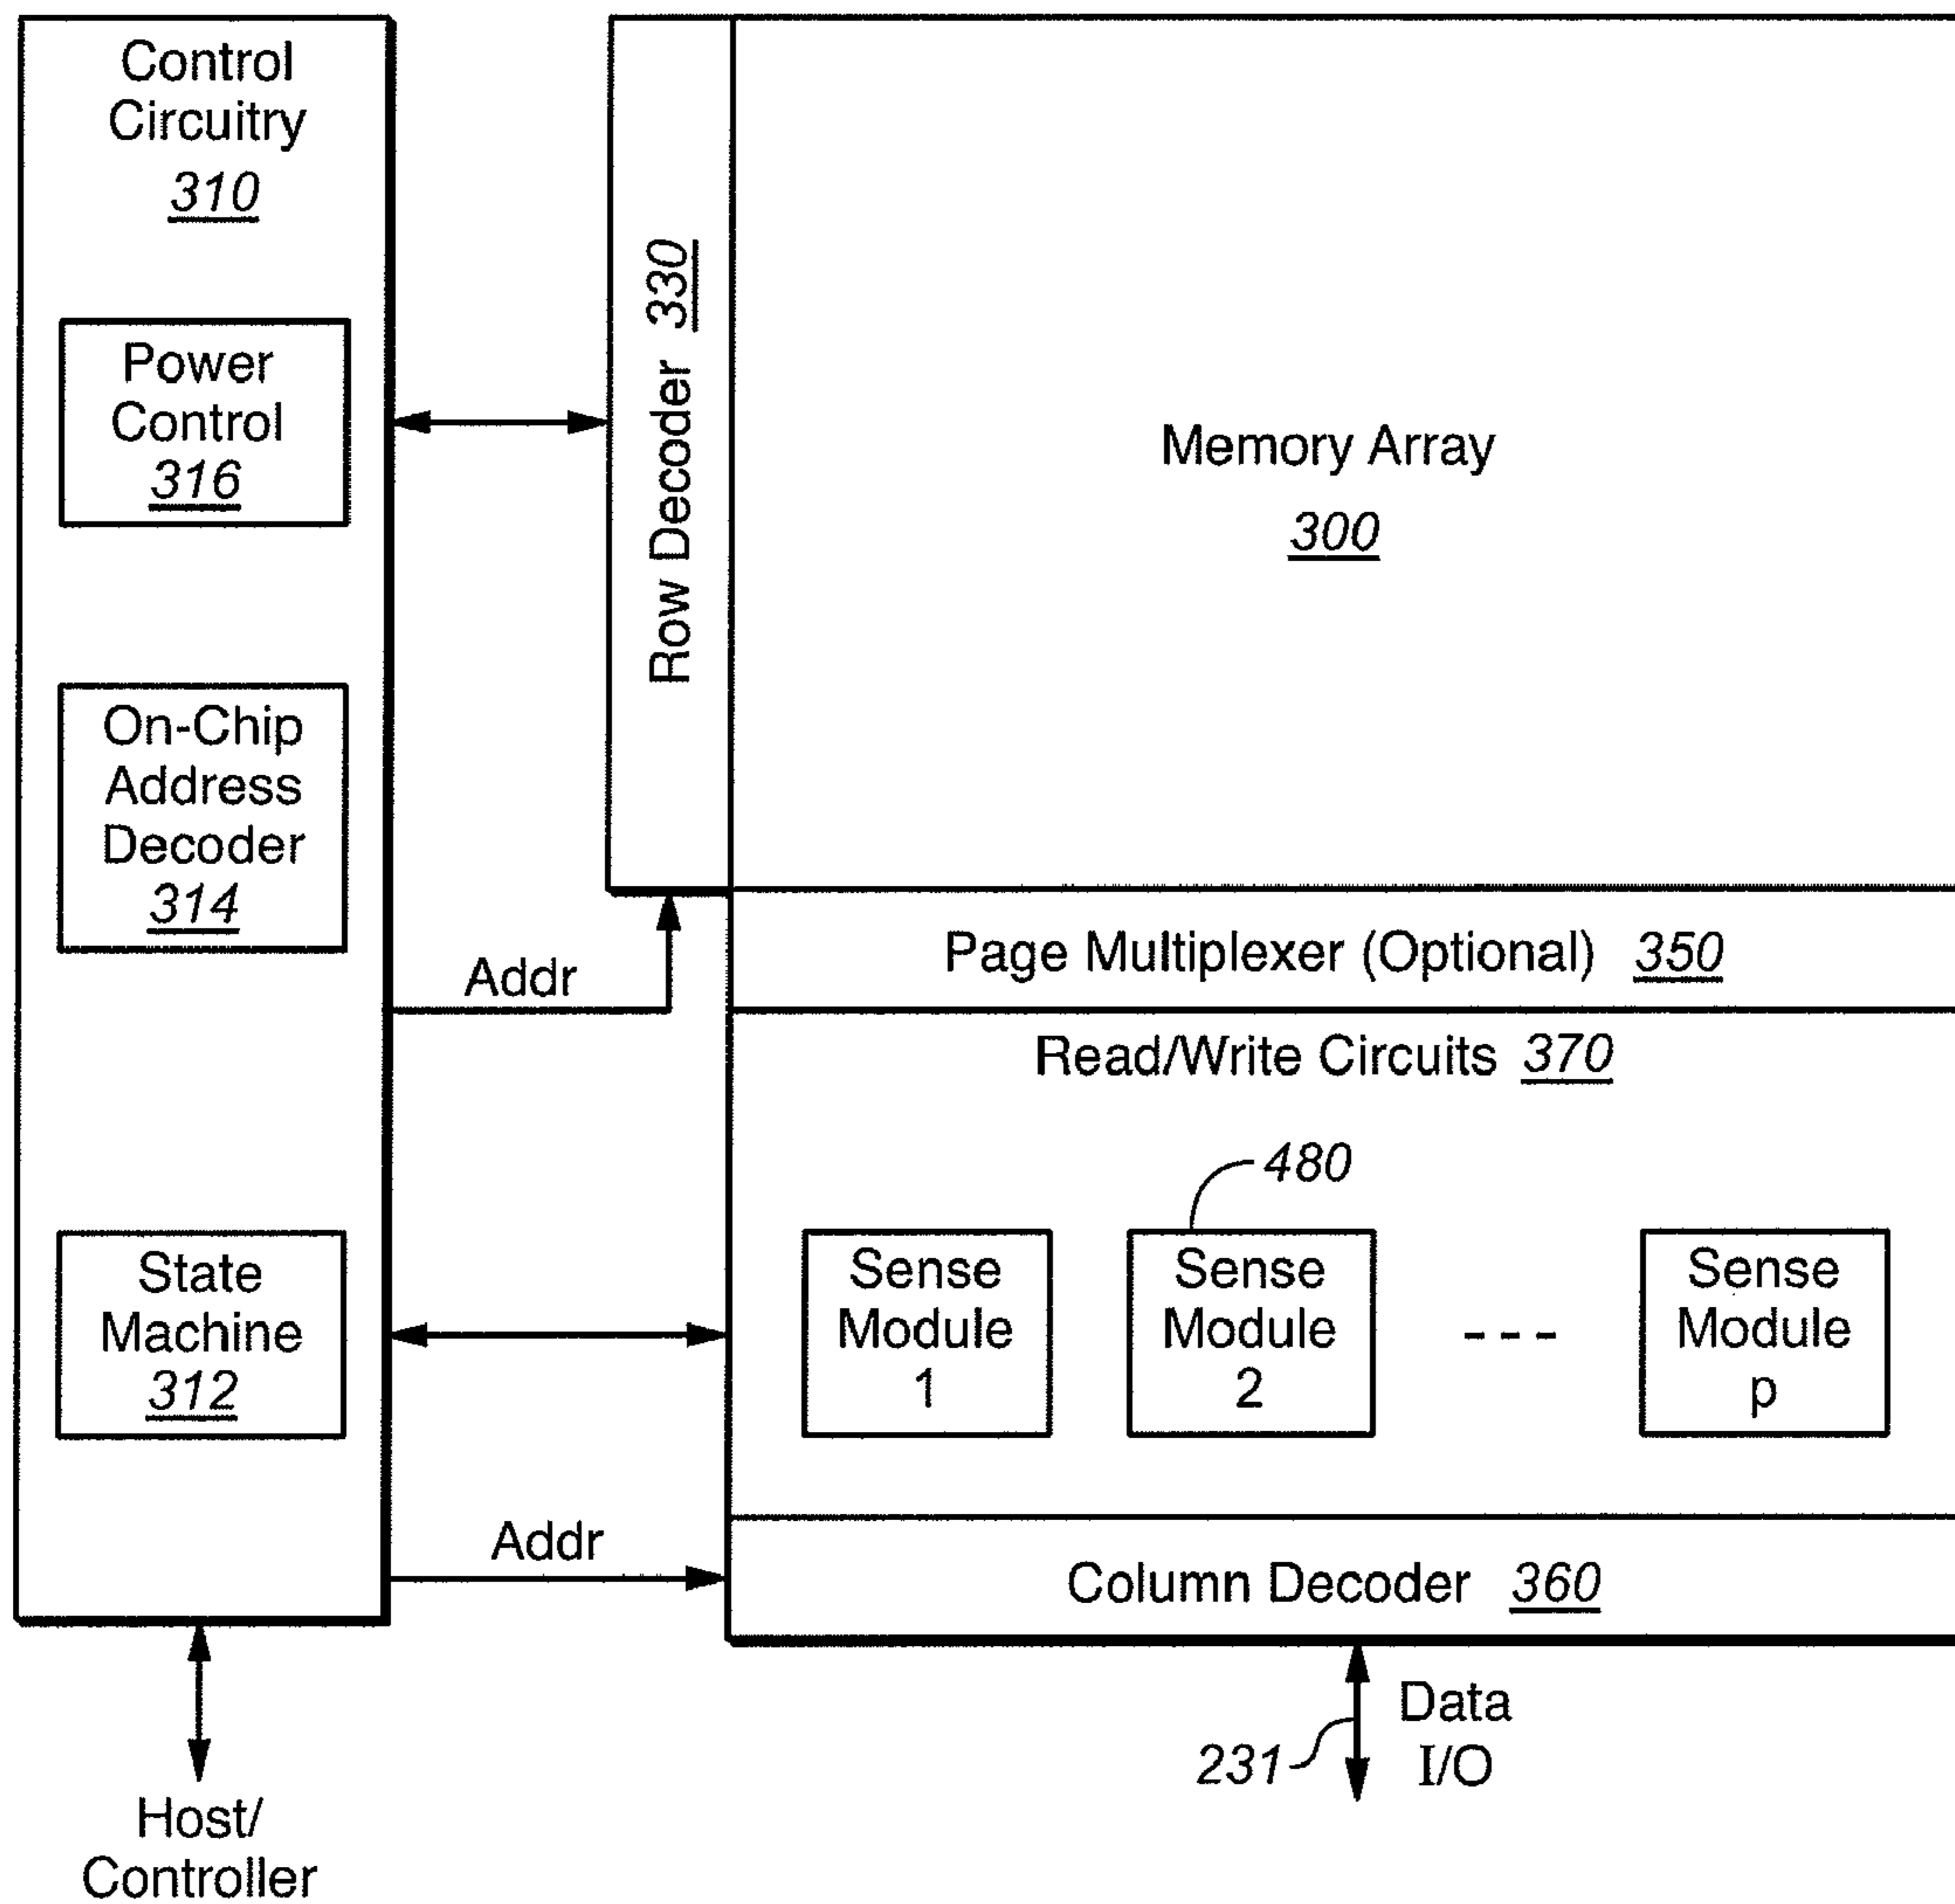 Control
Circuitry
310
Power
Control
316
On-Chip
Address
Decoder
314
State
Machine
312
Host/
Controller
Addr
Addr
Row Decoder 330
Memory Array
300
Page Multiplexer (Optional) 350
Read/Write Circuits 370
480
Sense
Module
1
Sense
Module
2
---
Sense
Module
p
Column Decoder 360
231
Data
I/O